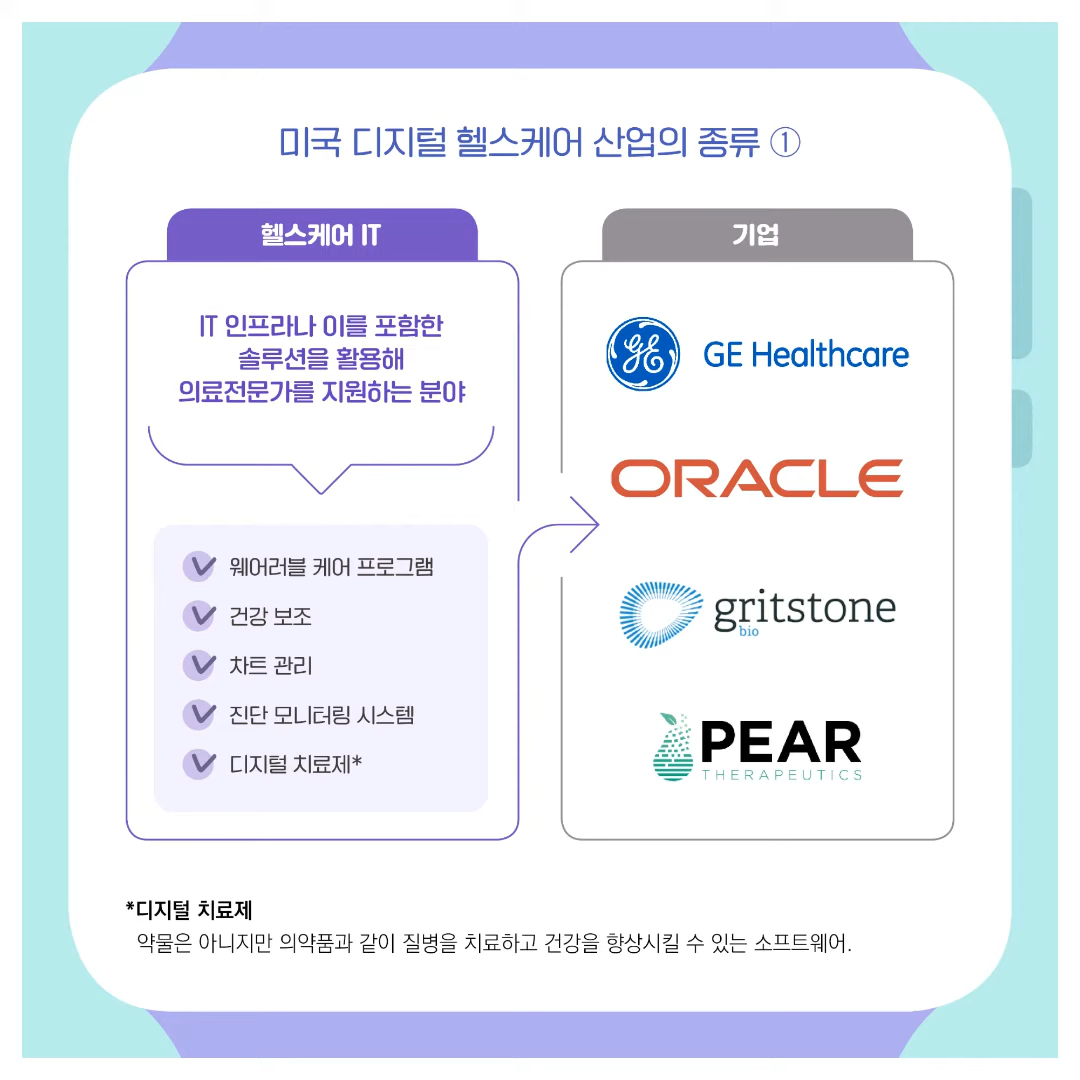 미국 디지털 헬스케어 산업의 종류 ①
헬스케어 IT
IT 인프라나 이를 포함한
솔루션을 활용해
의료전문가를 지원하는 분야
웨어러블 케어 프로그램
건강 보조
차트 관리
진단 모니터링 시스템
디지털 치료제*
기업
GE GE Healthcare
ORACLE
gritstone
bio
PEAR
THERAPEUTICS
*디지털 치료제
약물은 아니지만 의약품과 같이 질병을 치료하고 건강을 향상시킬 수 있는 소프트웨어.